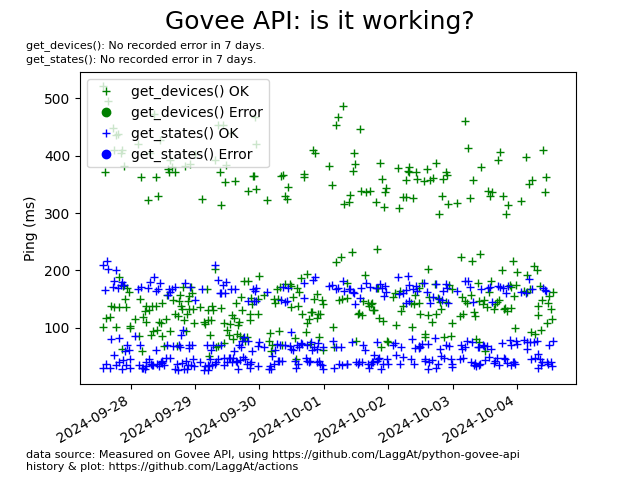 Govee API: is it working?
get_devices(): No recorded error in 7 days.
get_states(): No recorded error in 7 days.
500
400
300
200
100
Ping (ms)
get_devices() OK
get_devices() Error
get_states() OK
get_states() Error
2024-09-28
2024-09-29
2024-09-30
2024-10-01
2024-10-02
2024-10-03
2024-10-04
data source: Measured on Govee API, using https://github.com/LaggAt/python-govee-api
history & plot: https://github.com/LaggAt/actions